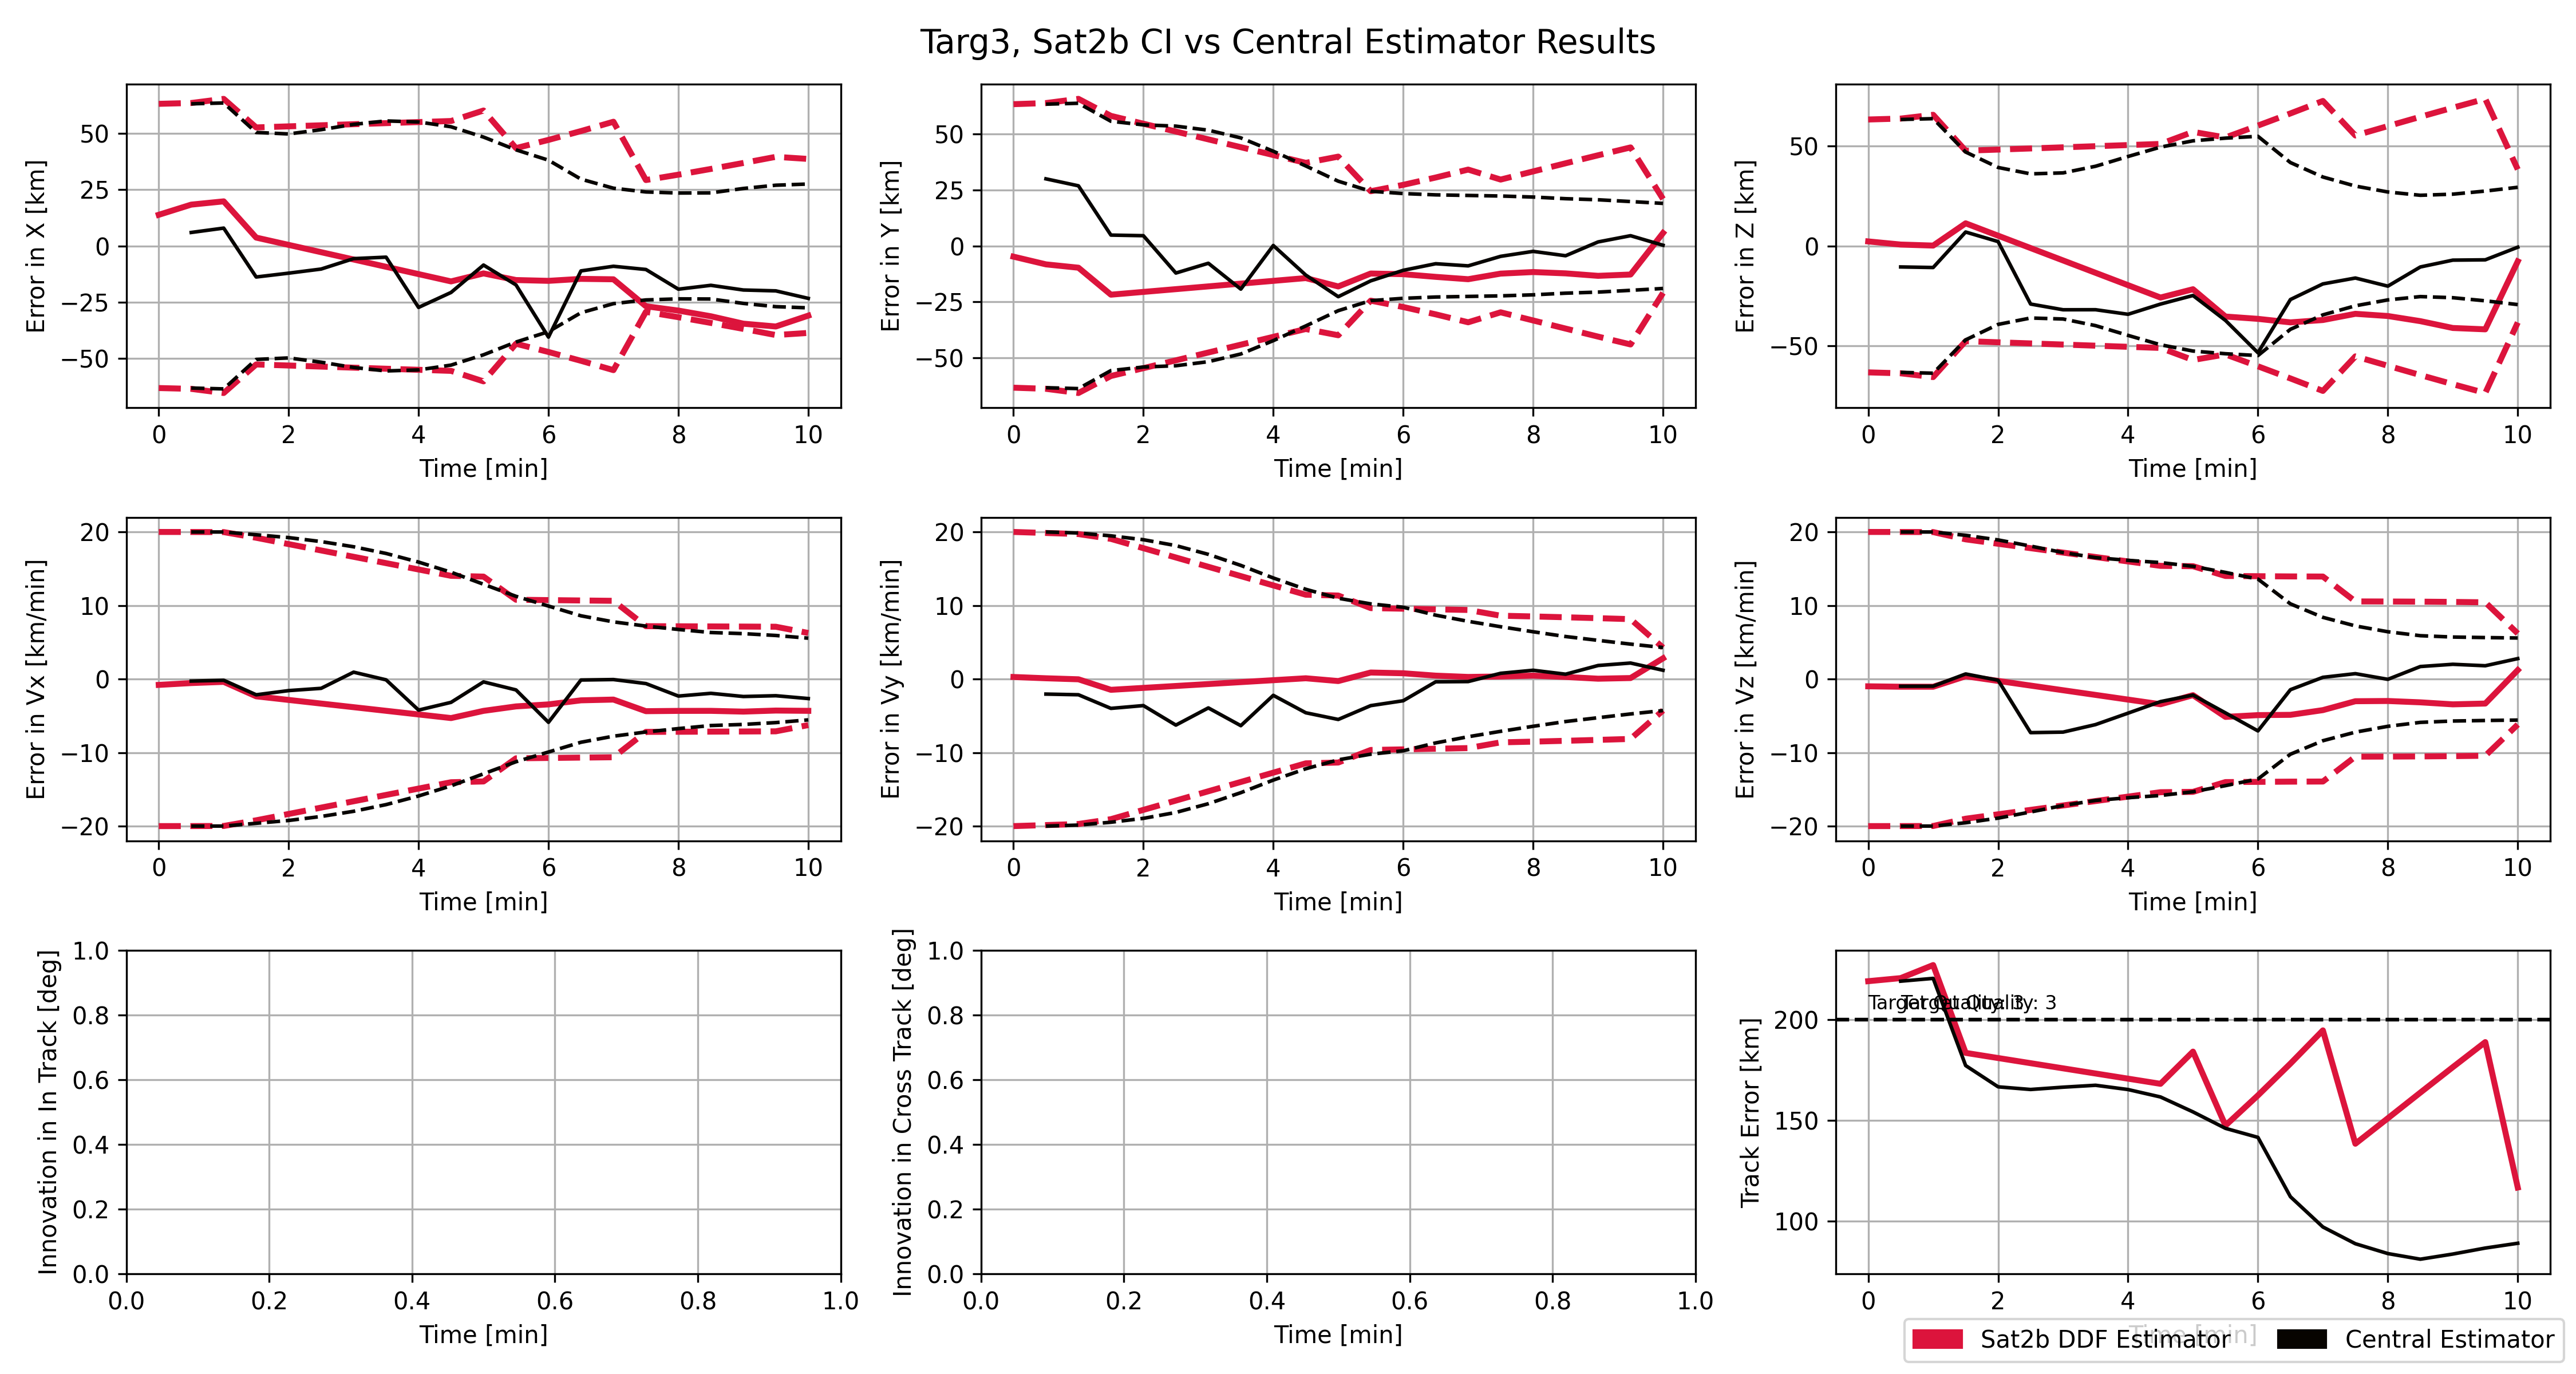 Targ3, Sat2b CI vs Central Estimator Results
Error in X [km]
50
25
0
−25
−50
0 2 4 6 8 10
Time [min]
Error in Y [km]
50
25
0
−25
−50
0 2 4 6 8 10
Time [min]
Error in Z [km]
50
0
−50
0 2 4 6 8 10
Time [min]
Error in Vx [km/min]
20
10
0
−10
−20
0 2 4 6 8 10
Time [min]
Error in Vy [km/min]
20
10
0
−10
−20
0 2 4 6 8 10
Time [min]
Error in Vz [km/min]
20
10
0
−10
−20
0 2 4 6 8 10
Time [min]
Innovation in In Track [deg]
1.0
0.8
0.6
0.4
0.2
0.0
0.0 0.2 0.4 0.6 0.8 1.0
Time [min]
Innovation in Cross Track [deg]
1.0
0.8
0.6
0.4
0.2
0.0
0.0 0.2 0.4 0.6 0.8 1.0
Time [min]
Track Error [km]
200
150
100
Target Quality: 3
Target Quality: 3
0 2 4 6 8 10
Time [min]
Sat2b DDF Estimator
Central Estimator